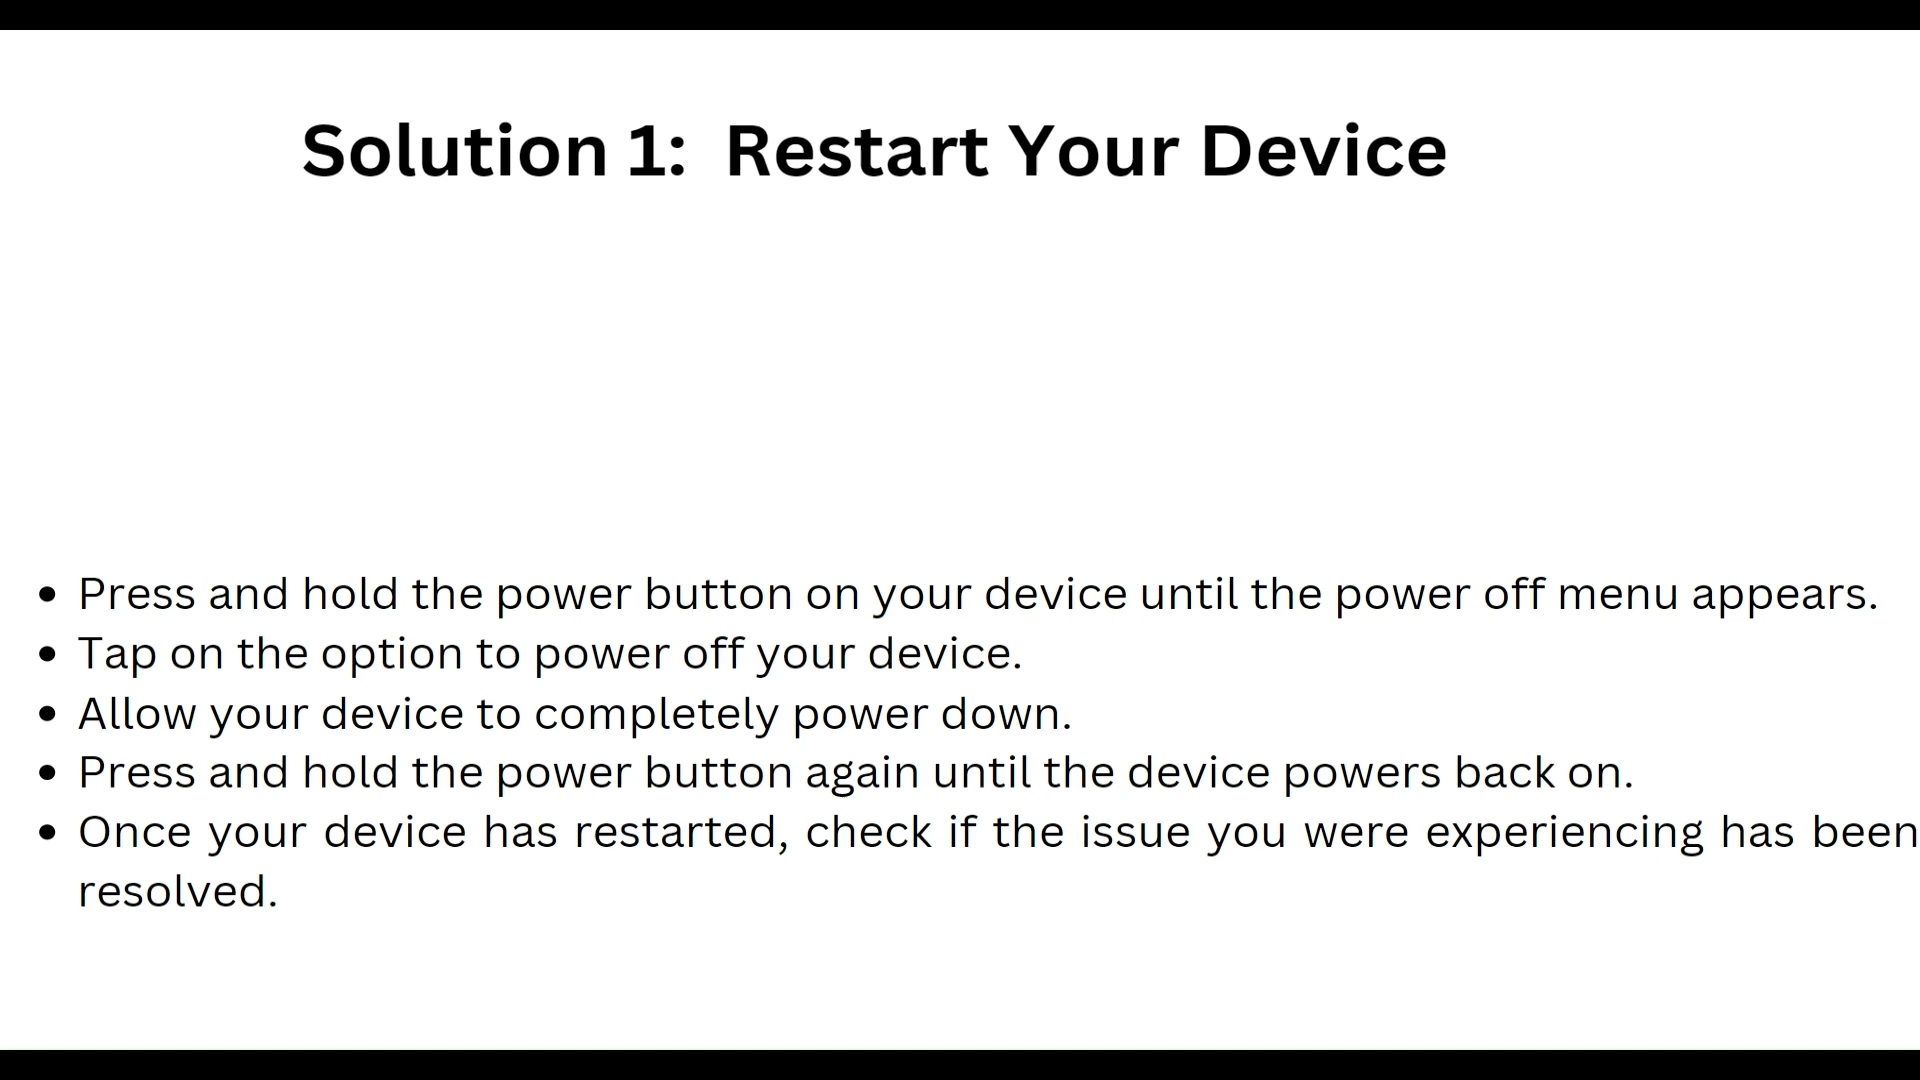 Solution 1:  Restart Your Device
• Press and hold the power button on your device until the power off menu appears.
• Tap on the option to power off your device.
• Allow your device to completely power down.
• Press and hold the power button again until the device powers back on.
• Once your device has restarted, check if the issue you were experiencing has been
resolved.